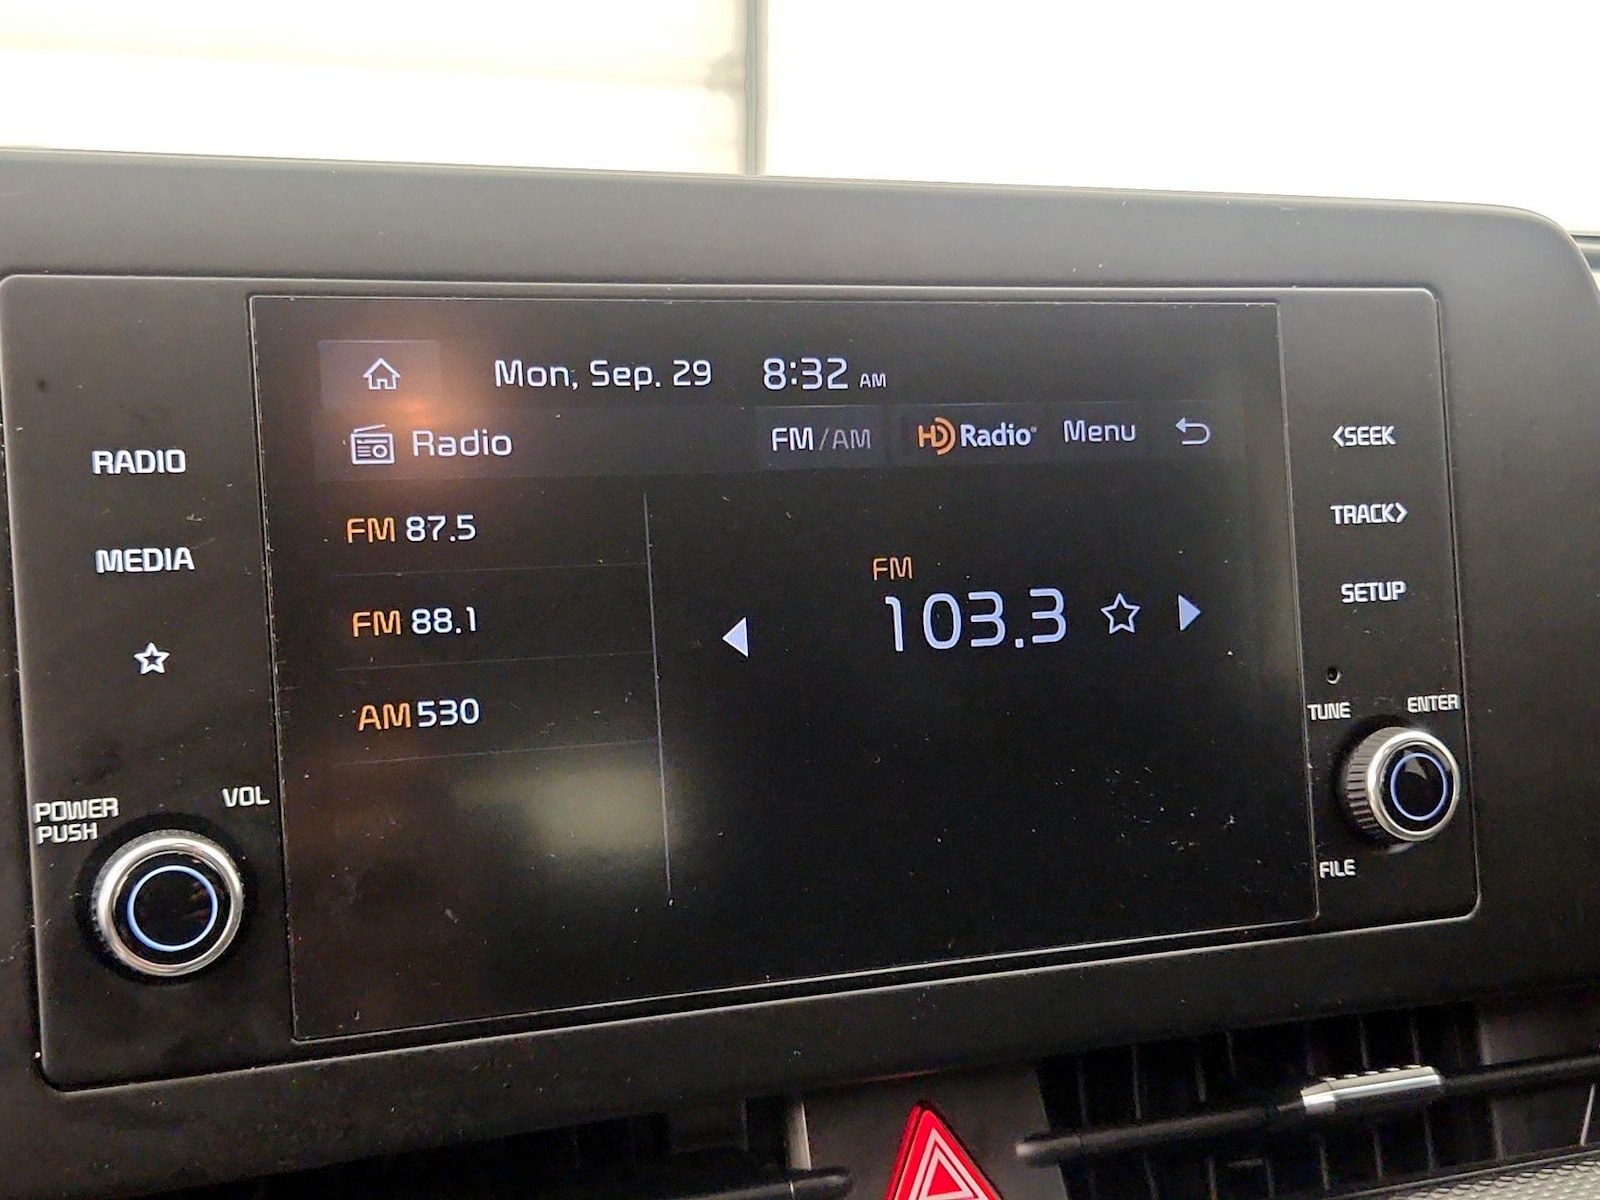 Mon, Sep. 29 8:32 AM
Radio FM/AM HD Radio® Menu
FM 87.5
FM 88.1
AM 530
FM
103.3
RADIO
MEDIA
POWER
PUSH
VOL
<SEEK
TRACK>
SETUP
TUNE
ENTER
FILE